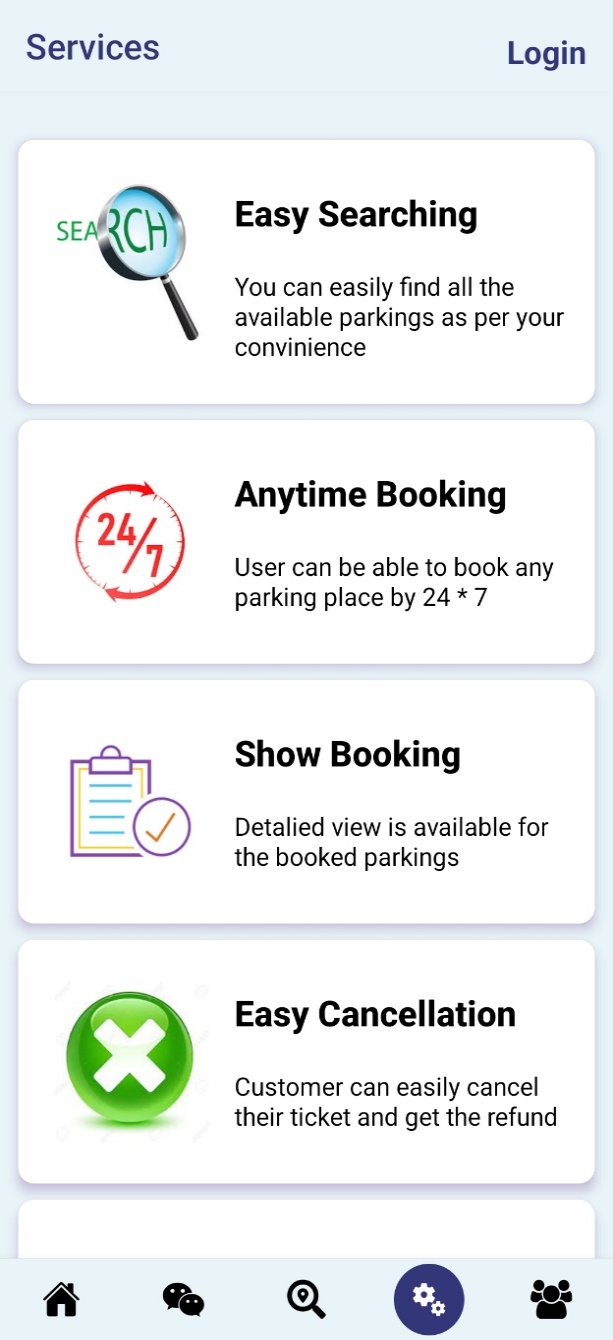 Services
Login
SEARCH
Easy Searching
You can easily find all the
available parkings as per your
convinience
24/7
Anytime Booking
User can be able to book any
parking place by 24 * 7
Show Booking
Detalied view is available for
the booked parkings
Easy Cancellation
Customer can easily cancel
their ticket and get the refund